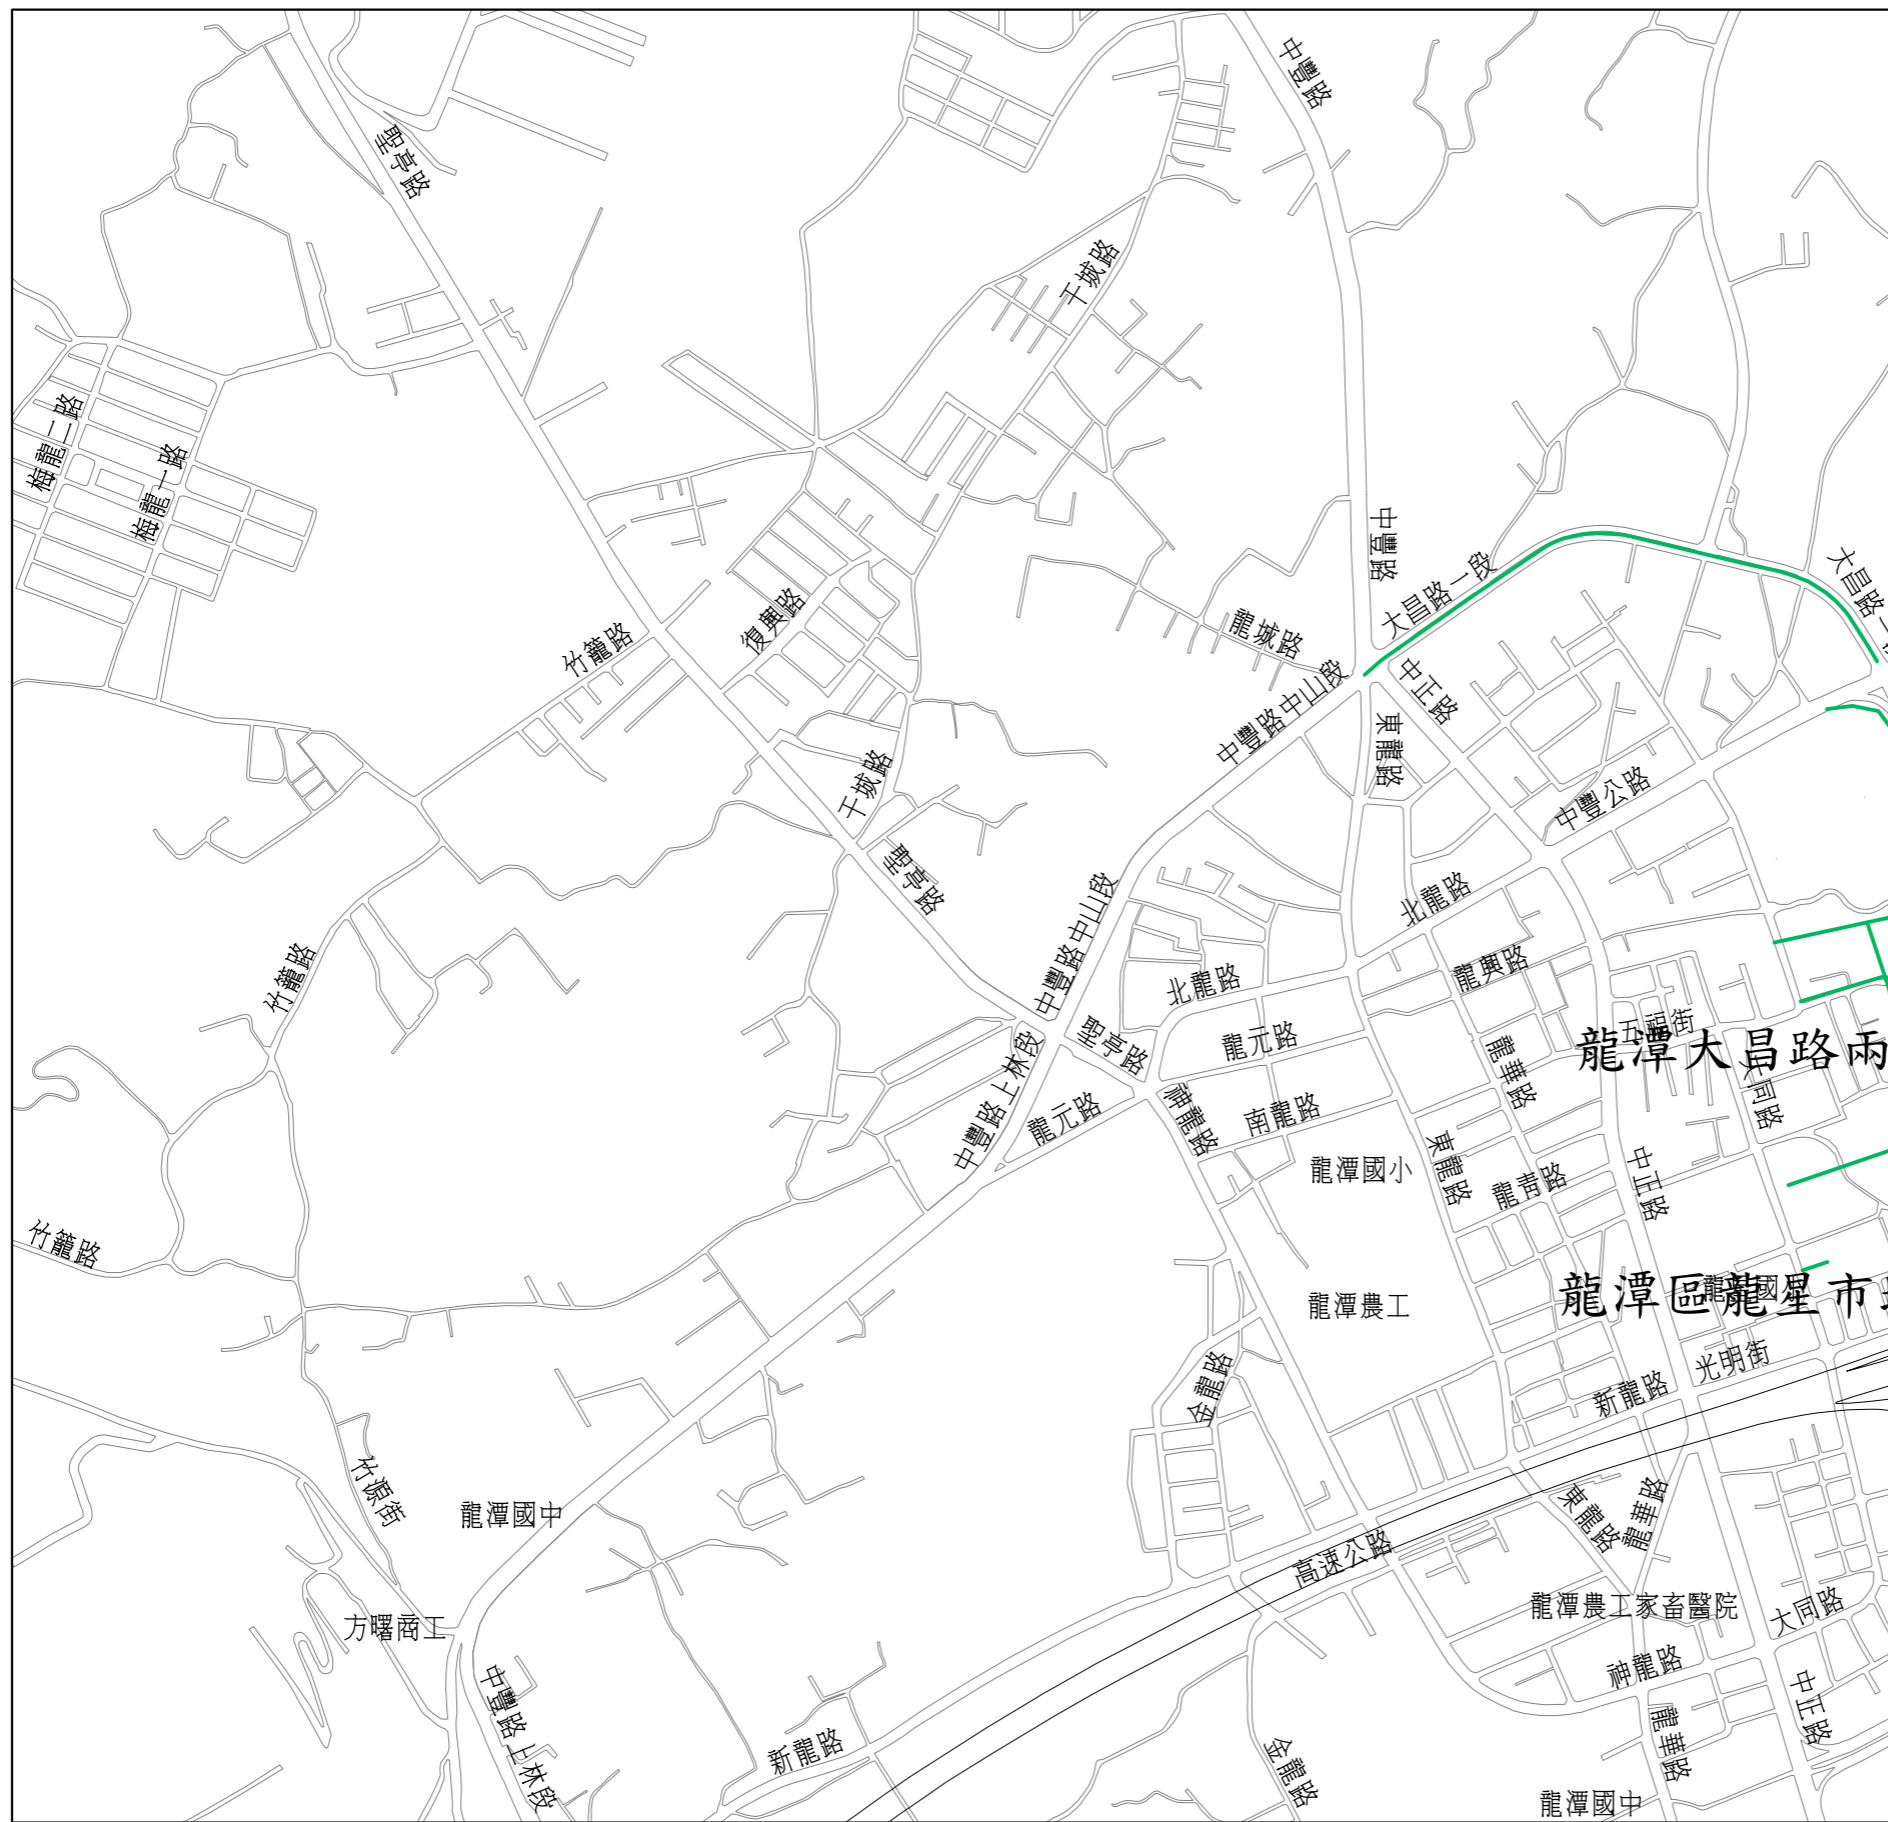 中豐路
聖亭路
干城路
梅龍二路
梅龍一路
中豐路
大昌路一段
大昌路一
復興路
竹籠路
龍城路
中豐路中山段
中正路
東龍路
干城路
中豐公路
聖亭路
中豐路中山段
北龍路
竹籠路
北龍路
龍興路
聖亭路
龍元路
五福街
龍潭大昌路兩
龍華路
大同路
中豐路上林段
龍元路
神龍路
南龍路
龍潭國小
東龍路
龍青路
中正路
竹籠路
龍潭農工
龍潭區龍星市
金龍路
光明街
新龍路
竹源街
龍潭國中
東龍路
龍華路
高速公路
方曙商工
龍潭農工家畜醫院
大同路
神龍路
中豐路上林段
新龍路
金龍路
龍華路
中正路
龍潭國中